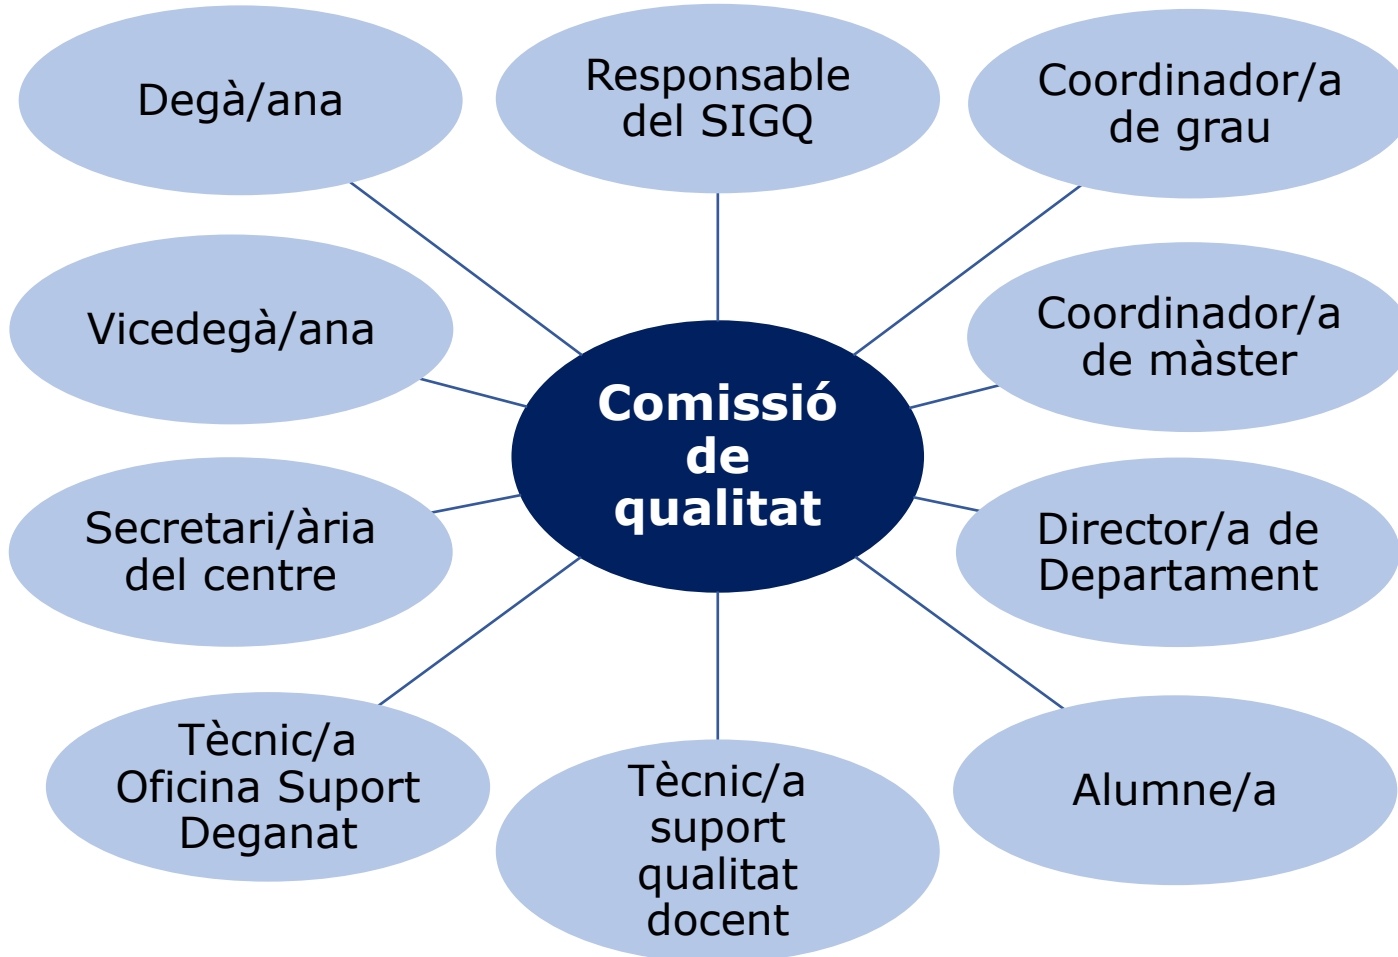 Degà/ana
Responsable
del SIGQ
Coordinador/a
de grau
Vicedegà/ana
Coordinador/a
de màster
Comissió
de
qualitat
Secretari/ària
del centre
Director/a de
Departament
Tècnic/a
Oficina Suport
Deganat
Tècnic/a
suport
qualitat
docent
Alumne/a